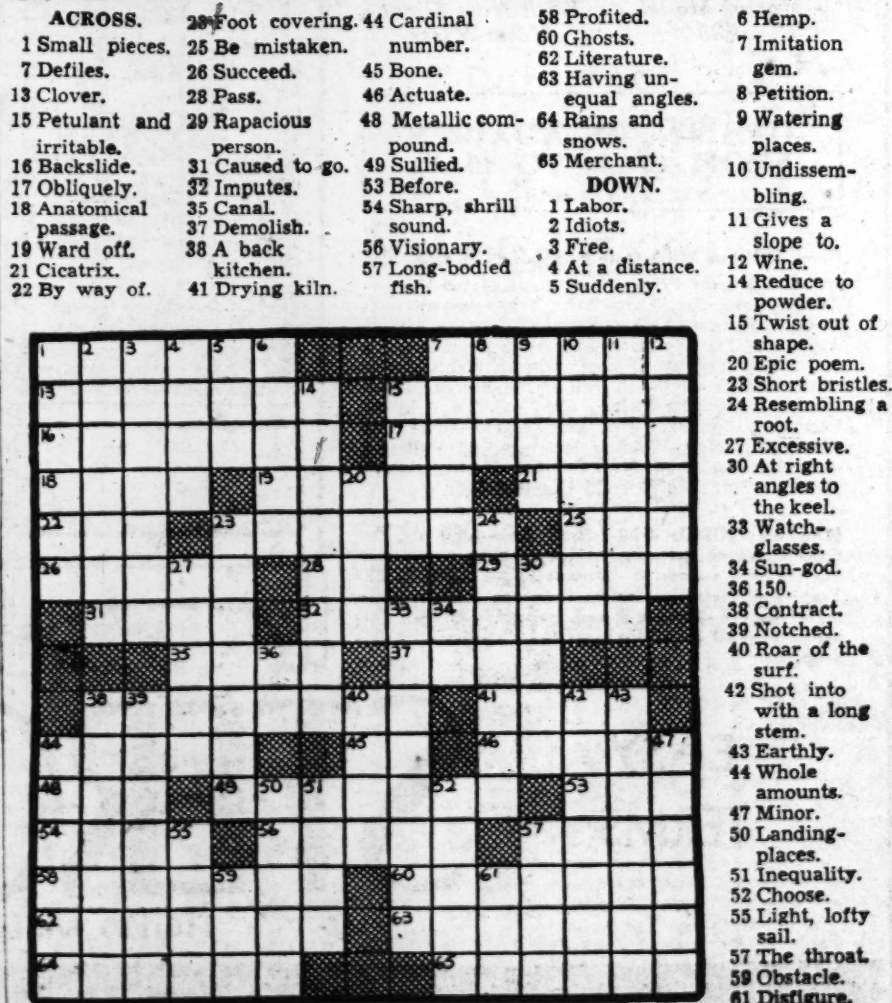 ACROSS.
1 Small pieces.
7 Defiles.
13 Clover.
15 Petulant and
irritable.
16 Backslide.
17 Obliquely.
18 Anatomical
passage.
19 Ward off.
21 Cicatrix.
22 By way of.
23 Foot covering.
25 Be mistaken.
26 Succeed.
28 Pass.
29 Rapacious
person.
31 Caused to go.
32 Imputes.
35 Canal.
37 Demolish.
38 A back
kitchen.
41 Drying kiln.
44 Cardinal
number.
45 Bone.
46 Actuate.
48 Metallic com-
pound.
49 Sullied.
53 Before.
54 Sharp, shrill
sound.
56 Visionary.
57 Long-bodied
fish.
58 Profited.
60 Ghosts.
62 Literature.
63 Having un-
equal angles.
64 Rains and
snows.
65 Merchant.
DOWN.
1 Labor.
2 Idiots.
3 Free.
4 At a distance.
5 Suddenly.
6 Hemp.
7 Imitation
gem.
8 Petition.
9 Watering
places.
10 Undissem-
bling.
11 Gives a
slope to.
12 Wine.
14 Reduce to
powder.
15 Twist out of
shape.
20 Epic poem.
23 Short bristles.
24 Resembling a
root.
27 Excessive.
30 At right
angles to
the keel.
33 Watch-
glasses.
34 Sun-god.
36 150.
38 Contract.
39 Notched.
40 Roar of the
surf.
42 Shot into
with a long
stem.
43 Earthly.
44 Whole
amounts.
47 Minor.
50 Landing-
places.
51 Inequality.
52 Choose.
55 Light, lofty
sail.
57 The throat.
59 Obstacle.
61 Disfigure.
1 2 3 4 5 6 7 8 9 10 11 12
13 14 15
16 17
18 19 20 21
22 23 24 25
26 27 28 29 30
31 32 33 34
35 36 37
38 39 40 41 42 43
44 45 46 47
48 49 50 51 52 53
54 55 56 57
58 59 60 61
62 63
64 65